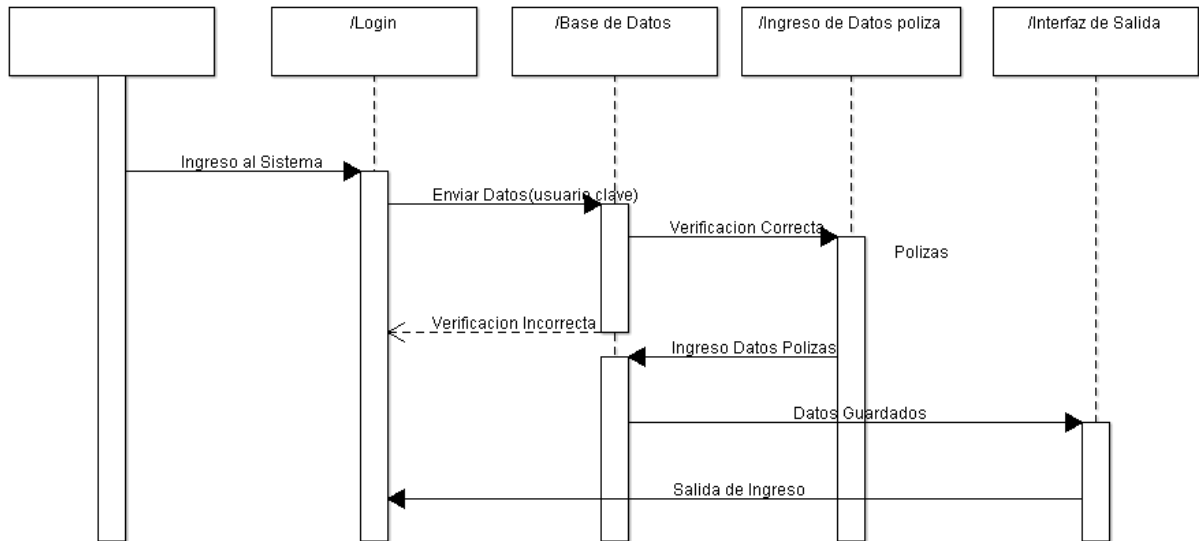 /Login
/Base de Datos
/Ingreso de Datos poliza
/Interfaz de Salida
Ingreso al Sistema
Enviar Datos(usuario clave)
Verificacion Correcta
Polizas
Verificacion Incorrecta
Ingreso Datos Polizas
Datos Guardados
Salida de Ingreso